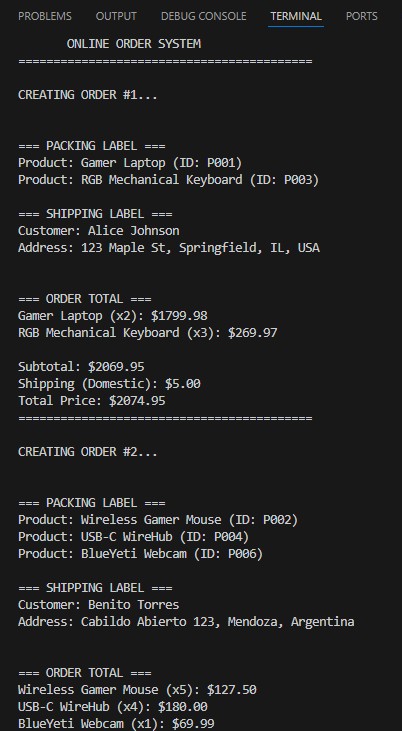 PROBLEMS OUTPUT DEBUG CONSOLE TERMINAL PORTS
ONLINE ORDER SYSTEM
==========================================
CREATING ORDER #1...
=== PACKING LABEL ===
Product: Gamer Laptop (ID: P001)
Product: RGB Mechanical Keyboard (ID: P003)
=== SHIPPING LABEL ===
Customer: Alice Johnson
Address: 123 Maple St, Springfield, IL, USA
=== ORDER TOTAL ===
Gamer Laptop (x2): $1799.98
RGB Mechanical Keyboard (x3): $269.97
Subtotal: $2069.95
Shipping (Domestic): $5.00
Total Price: $2074.95
==========================================
CREATING ORDER #2...
=== PACKING LABEL ===
Product: Wireless Gamer Mouse (ID: P002)
Product: USB-C WireHub (ID: P004)
Product: BlueYeti Webcam (ID: P006)
=== SHIPPING LABEL ===
Customer: Benito Torres
Address: Cabildo Abierto 123, Mendoza, Argentina
=== ORDER TOTAL ===
Wireless Gamer Mouse (x5): $127.50
USB-C WireHub (x4): $180.00
BlueYeti Webcam (x1): $69.99